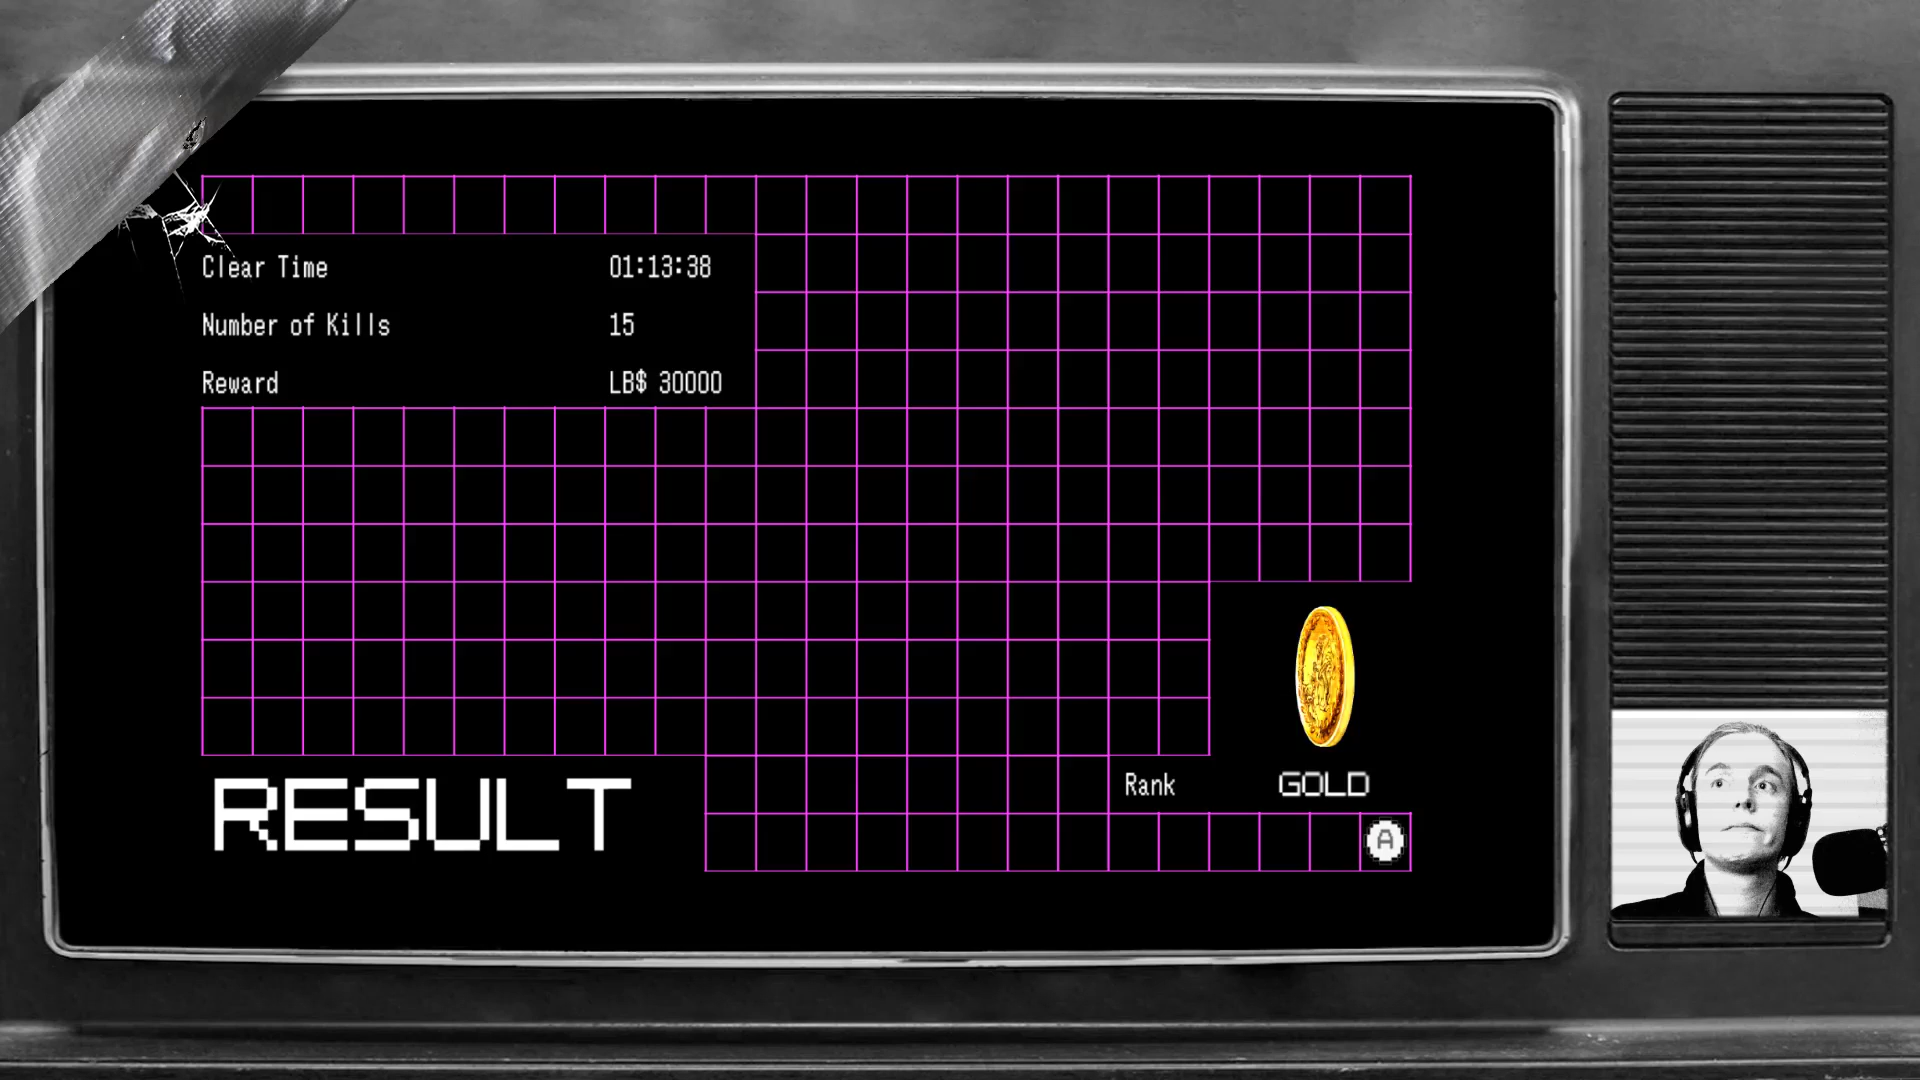 Clear Time 01:13:38
Number of Kills 15
Reward LB$ 30000
Rank GOLD
RESULT
A